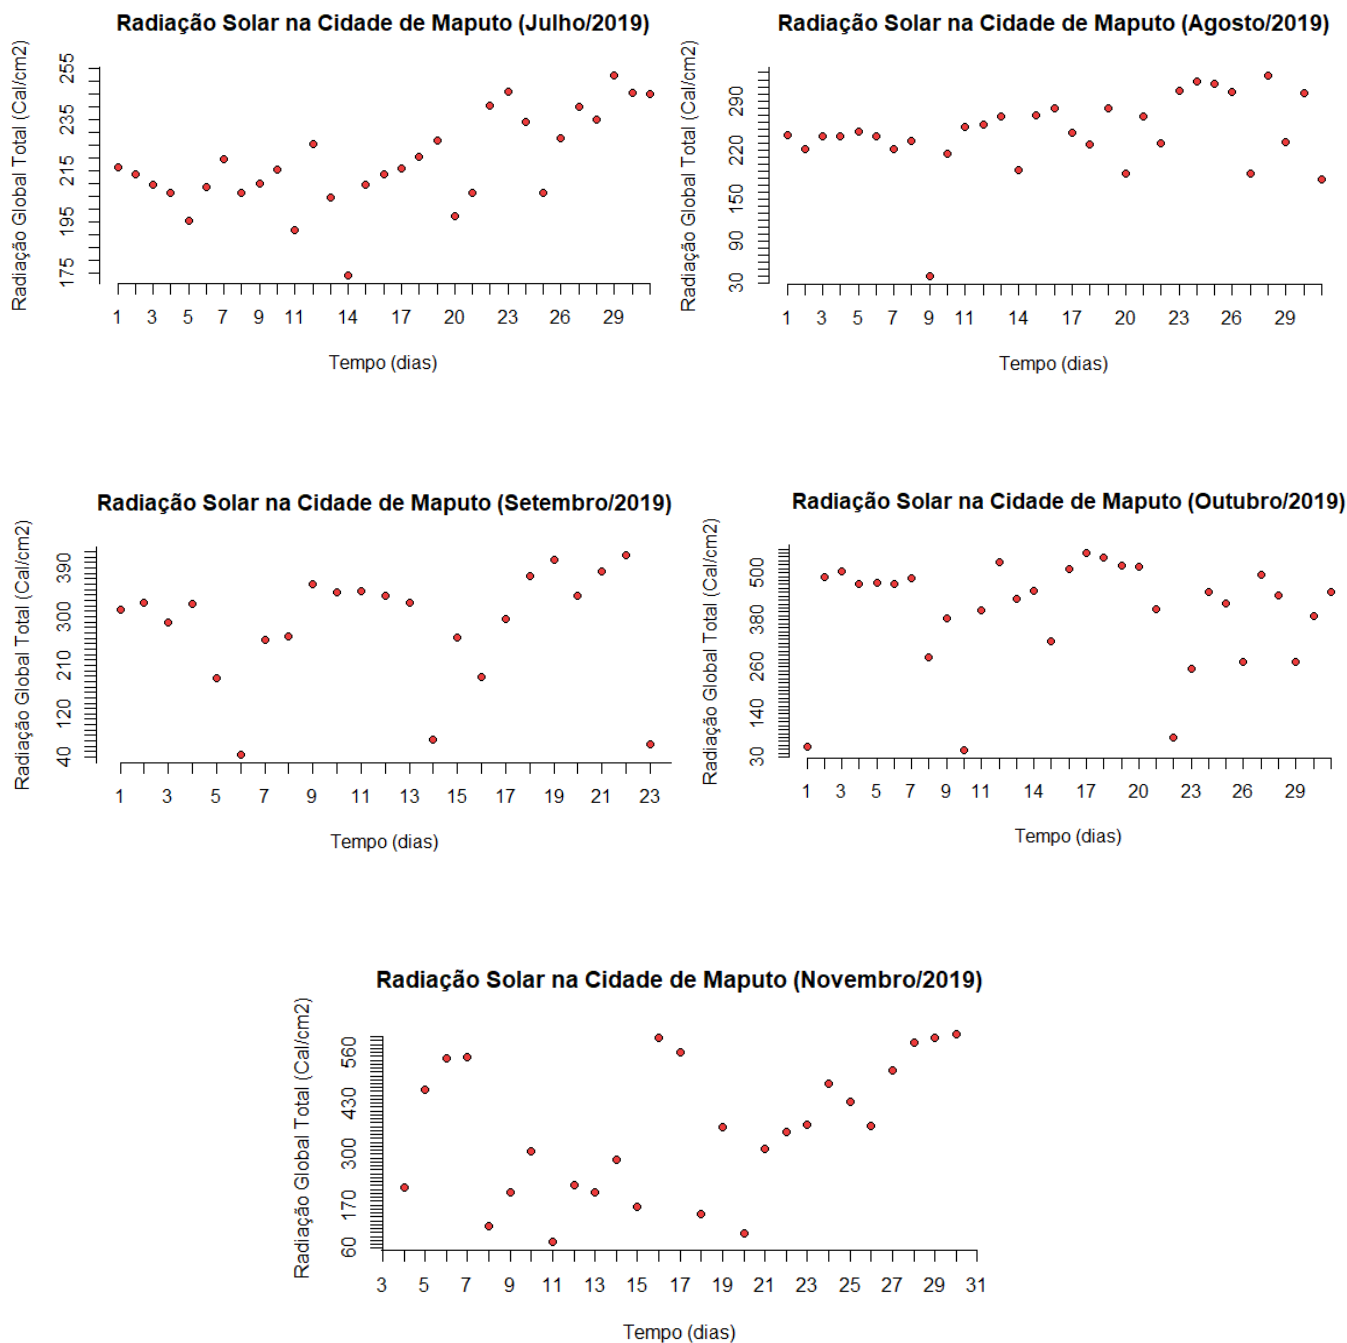 Radiação Solar na Cidade de Maputo (Julho/2019)
Radiação Global Total (Cal/cm2)
255
235
215
195
175
1 3 5 7 9 11 14 17 20 23 26 29
Tempo (dias)
Radiação Solar na Cidade de Maputo (Agosto/2019)
Radiação Global Total (Cal/cm2)
290
220
150
90
30
1 3 5 7 9 11 14 17 20 23 26 29
Tempo (dias)
Radiação Solar na Cidade de Maputo (Setembro/2019)
Radiação Global Total (Cal/cm2)
390
300
210
120
40
1 3 5 7 9 11 13 15 17 19 21 23
Tempo (dias)
Radiação Solar na Cidade de Maputo (Outubro/2019)
Radiação Global Total (Cal/cm2)
500
380
260
140
30
1 3 5 7 9 11 14 17 20 23 26 29
Tempo (dias)
Radiação Solar na Cidade de Maputo (Novembro/2019)
Radiação Global Total (Cal/cm2)
560
430
300
170
60
3 5 7 9 11 13 15 17 19 21 23 25 27 29 31
Tempo (dias)